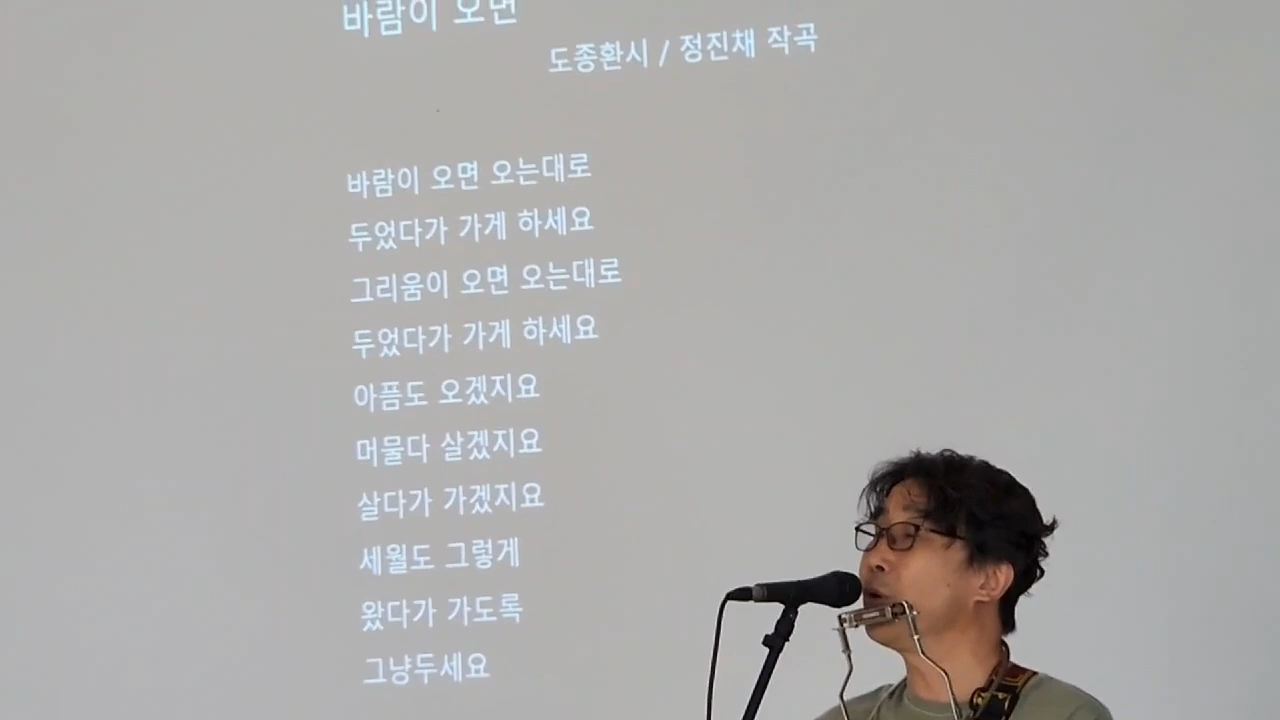 바람이 오면
도종환시 / 정진채 작곡
바람이 오면 오는대로
두었다가 가게 하세요
그리움이 오면 오는대로
두었다가 가게 하세요
아픔도 오겠지요
머물다 살겠지요
살다가 가겠지요
세월도 그렇게
왔다가 가도록
그냥두세요